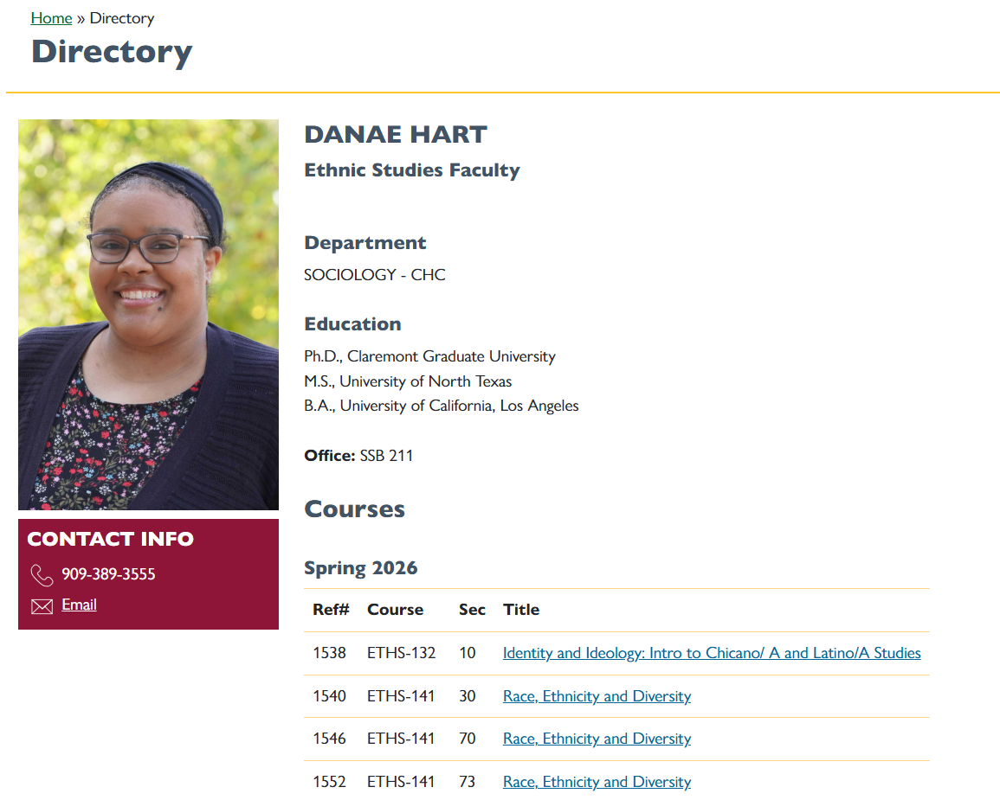 Home » Directory
Directory
DANAE HART
Ethnic Studies Faculty
Department
SOCIOLOGY - CHC
Education
Ph.D., Claremont Graduate University
M.S., University of North Texas
B.A., University of California, Los Angeles
Office: SSB 211
CONTACT INFO
909-389-3555
Email
Courses
Spring 2026
Ref# Course Sec Title
1538 ETHS-132 10 Identity and Ideology: Intro to Chicano/ A and Latino/A Studies
1540 ETHS-141 30 Race, Ethnicity and Diversity
1546 ETHS-141 70 Race, Ethnicity and Diversity
1552 ETHS-141 73 Race, Ethnicity and Diversity